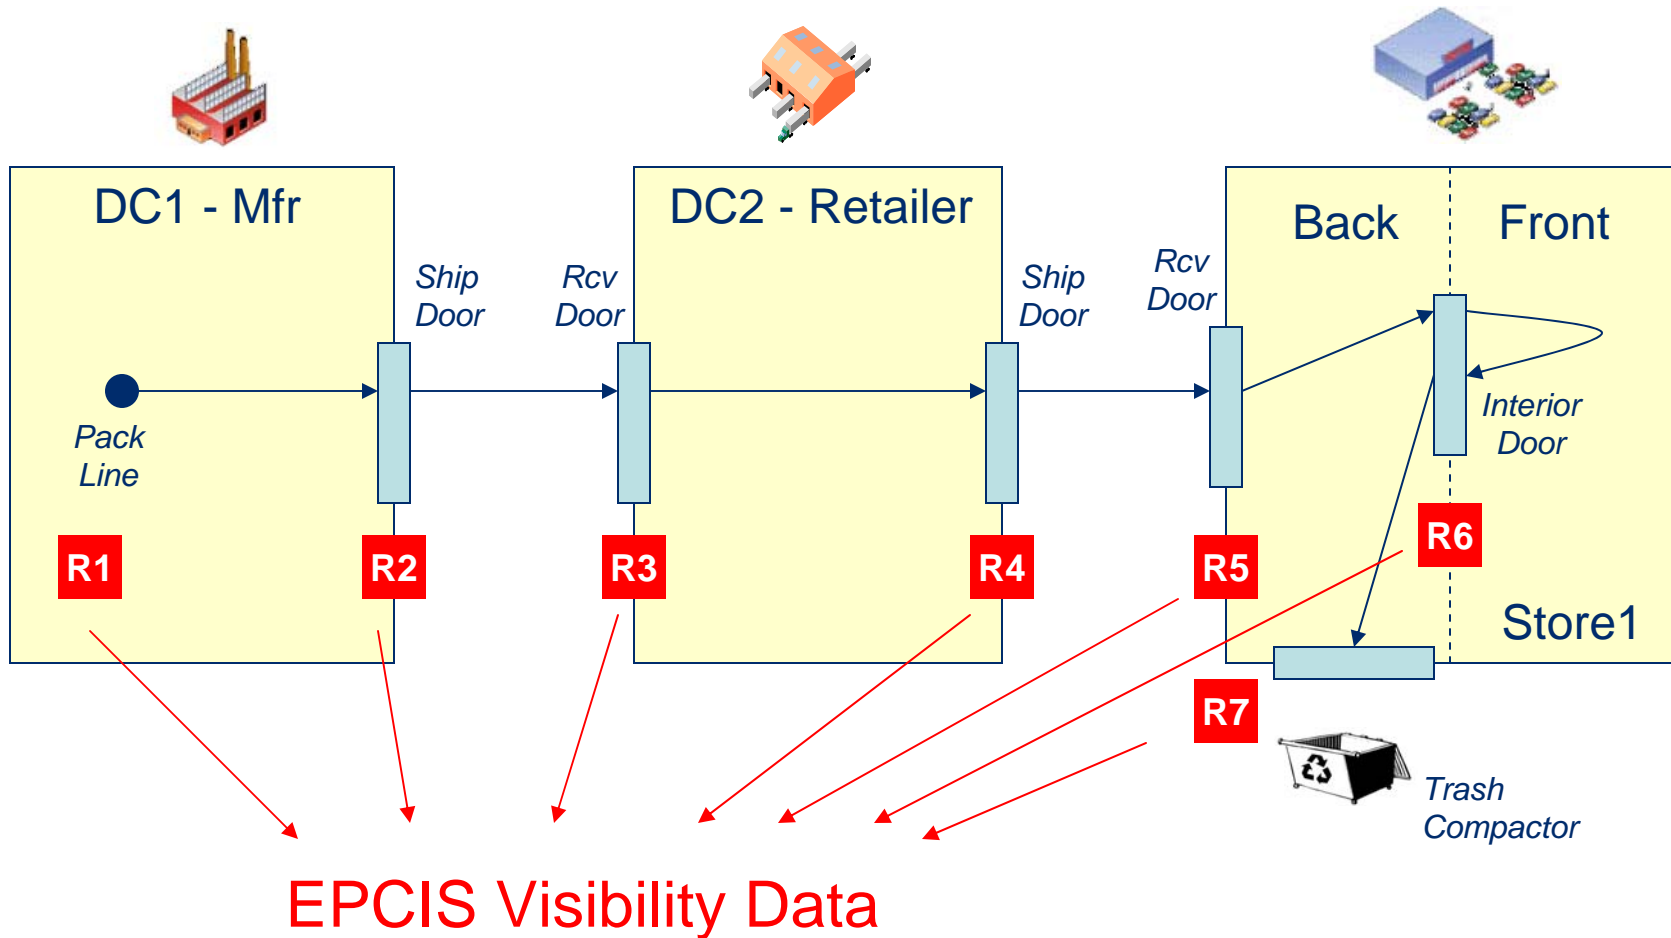 DC1 - Mfr
DC2 - Retailer
Back
Front
Ship
Door
Rcv
Door
Ship
Door
Rcv
Door
Pack
Line
Interior
Door
R1
R2
R3
R4
R5
R6
Store1
R7
Trash
Compactor
EPCIS Visibility Data